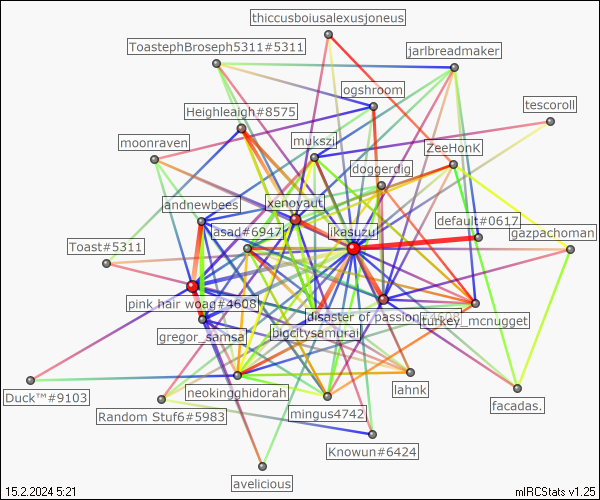 thiccusboiusalexusjoneus
ToastephBroseph5311#5311
jarlbreadmaker
ogshroom
tescoroll
Heighleaigh#8575
moonraven
mukszi
ZeeHonK
doggerdig
andnewbees
xenoyaut
default#0617
jasad#6947
ikasuzu
gazpachoman
Toast#5311
pink hair woag#4608
disaster of passion
turkey_mcnugget
gregor_samsa
bigcitysamurai
Duck™#9103
neokingghidorah
lahnk
facadas.
Random Stuf6#5983
mingus4742
Knowun#6424
avelicious
15.2.2024 5:21
mIRCStats v1.25